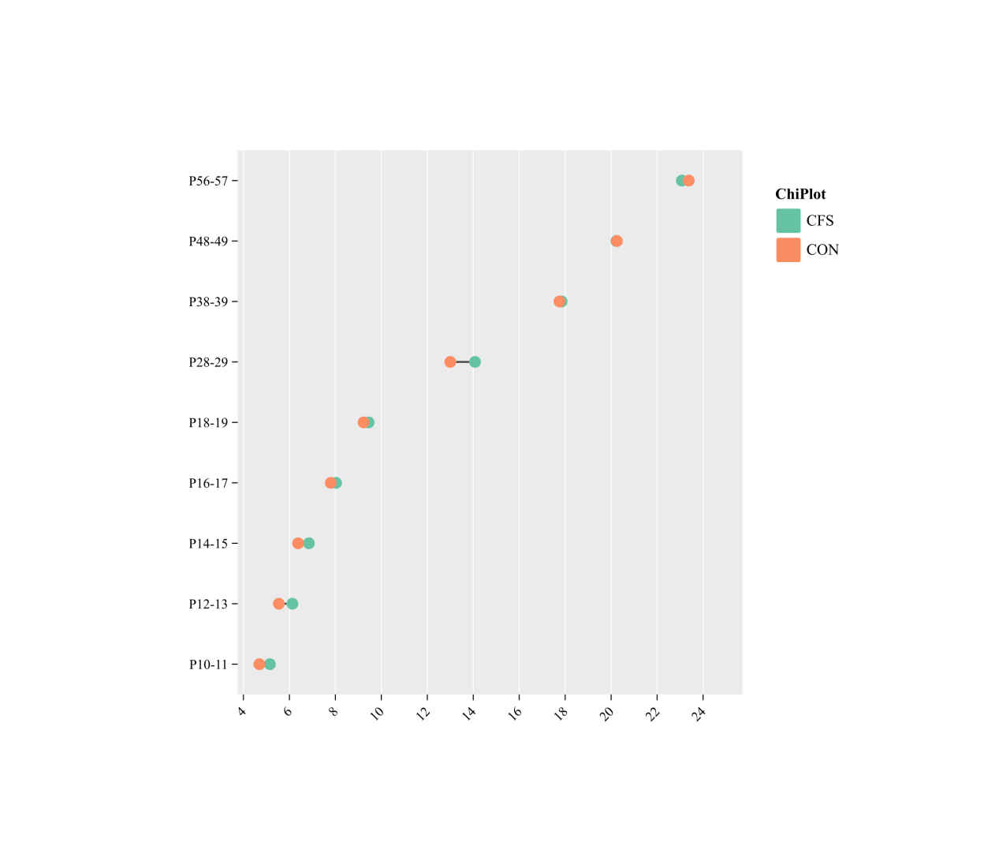 P56-57
P48-49
P38-39
P28-29
P18-19
P16-17
P14-15
P12-13
P10-11
4 6 8 10 12 14 16 18 20 22 24
ChiPlot
CFS
CON